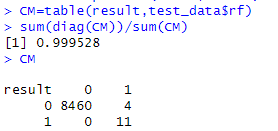 > CM=table(result,test_data$rf)
> sum(diag(CM))/sum(CM)
[1] 0.999528
> CM

result    0    1
     0 8460    4
     1    0   11